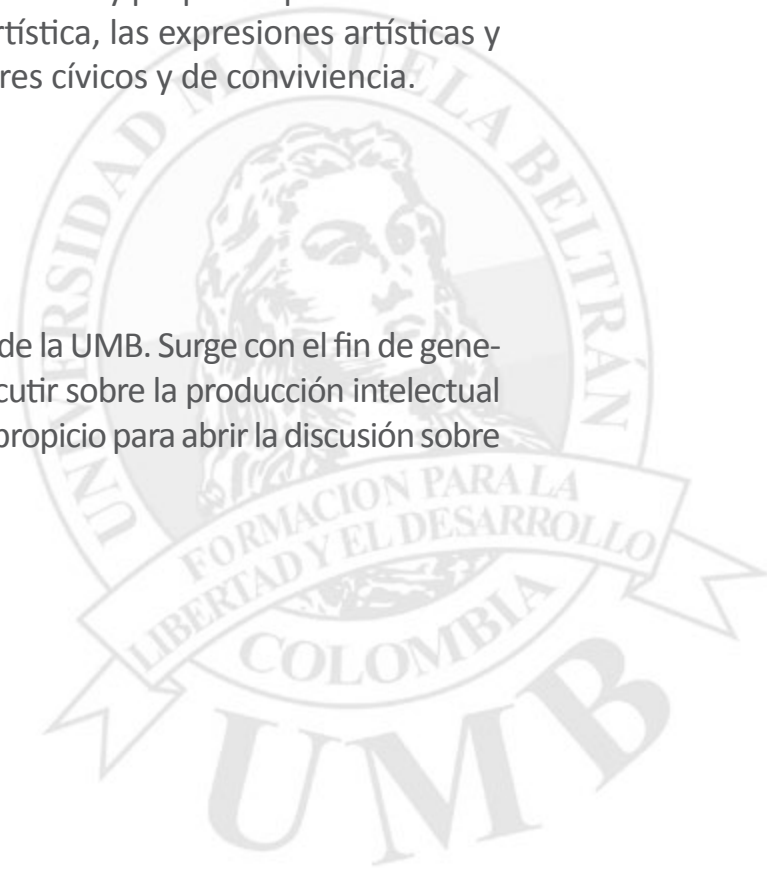 rtística, las expresiones artísticas y
res cívicos y de conviviencia.
de la UMB. Surge con el fin de gene-
cutir sobre la producción intelectual
propicio para abrir la discusión sobre
UNIVERSIDAD MANUELA BELTRÁN
FORMACION PARA LA
LIBERTAD Y EL DESARROLLO
COLOMBIA
UMB